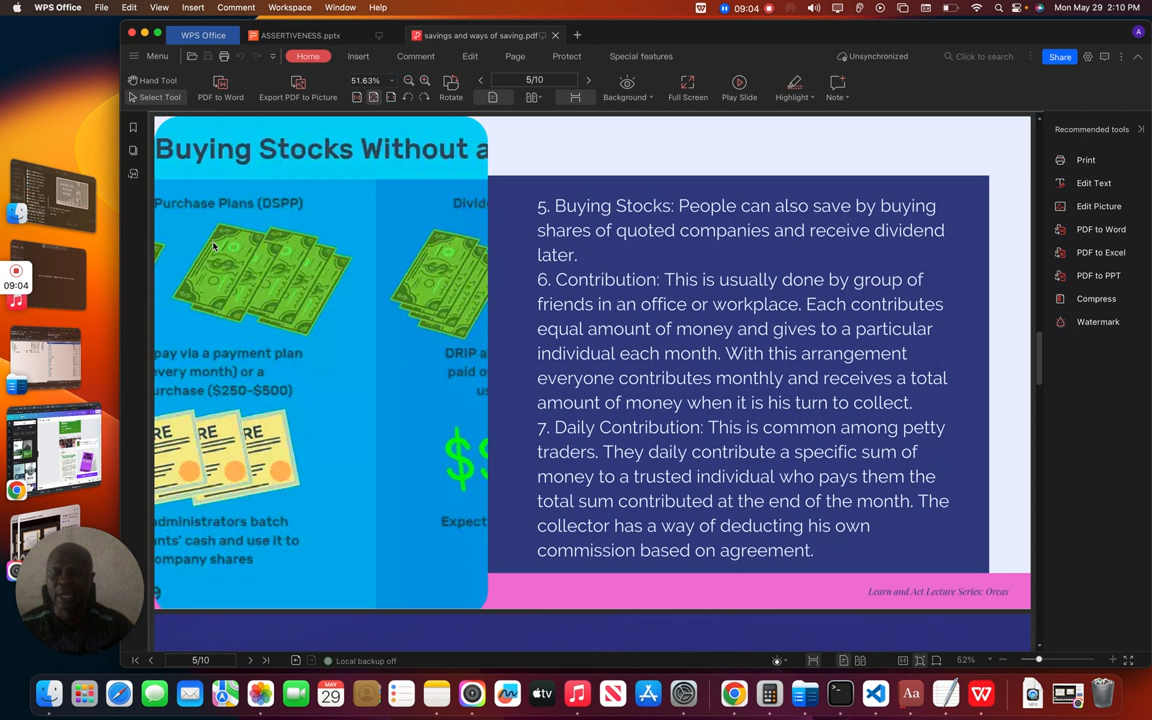 WPS Office File Edit View Insert Comment Workspace Window Help
09:04
Mon May 29 2:10 PM
WPS Office
ASSERTIVENESS.pptx
savings and ways of saving.pdf
A
Menu
Home Insert Comment Edit Page Protect Special features
Unsynchronized
Click to search
Share
Hand Tool
Select Tool
PDF to Word
Export PDF to Picture
51.63%
Rotate
5/10
Background
Full Screen
Play Slide
Highlight
Note
Recommended tools
Print
Edit Text
Edit Picture
PDF to Word
PDF to Excel
PDF to PPT
Compress
Watermark
09:04
Buying Stocks Without a
Purchase Plans (DSPP)
Divid
pay via a payment plan
every month) or a
urchase ($250–$500)
DRIP a
paid o
us
RE RE RE
$$
administrators batch
nts' cash and use it to
ompany shares
Expect
e
5. Buying Stocks: People can also save by buying
shares of quoted companies and receive dividend
later.
6. Contribution: This is usually done by group of
friends in an office or workplace. Each contributes
equal amount of money and gives to a particular
individual each month. With this arrangement
everyone contributes monthly and receives a total
amount of money when it is his turn to collect.
7. Daily Contribution: This is common among petty
traders. They daily contribute a specific sum of
money to a trusted individual who pays them the
total sum contributed at the end of the month. The
collector has a way of deducting his own
commission based on agreement.
Learn and Act Lecture Series: Oreas
5/10
Local backup off
52%
MAY
29
tv
Aa